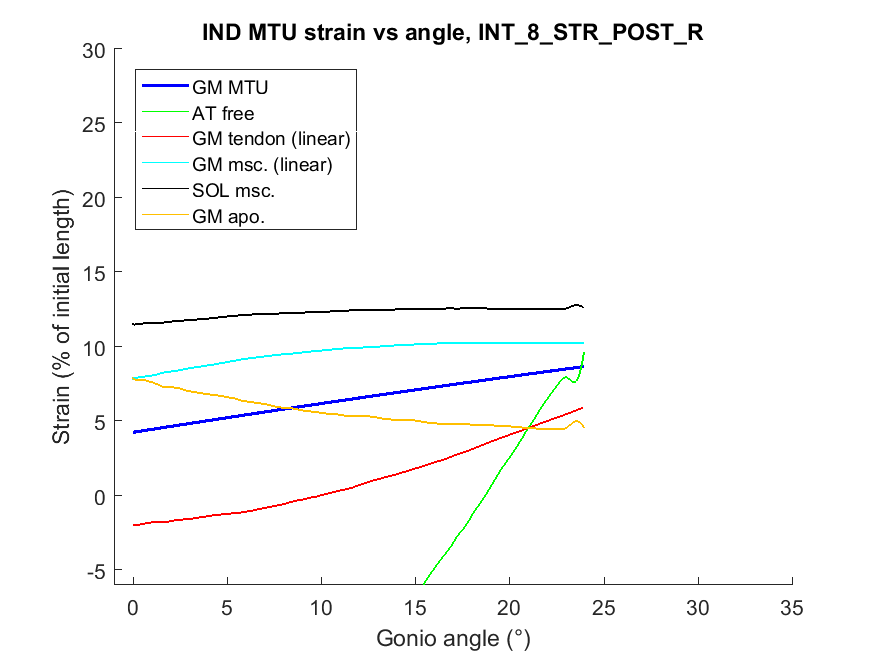 IND MTU strain vs angle, INT_8_STR_POST_R
30
25
20
15
10
5
0
-5
Strain (% of initial length)
GM MTU
AT free
GM tendon (linear)
GM msc. (linear)
SOL msc.
GM apo.
0 5 10 15 20 25 30 35
Gonio angle (°)